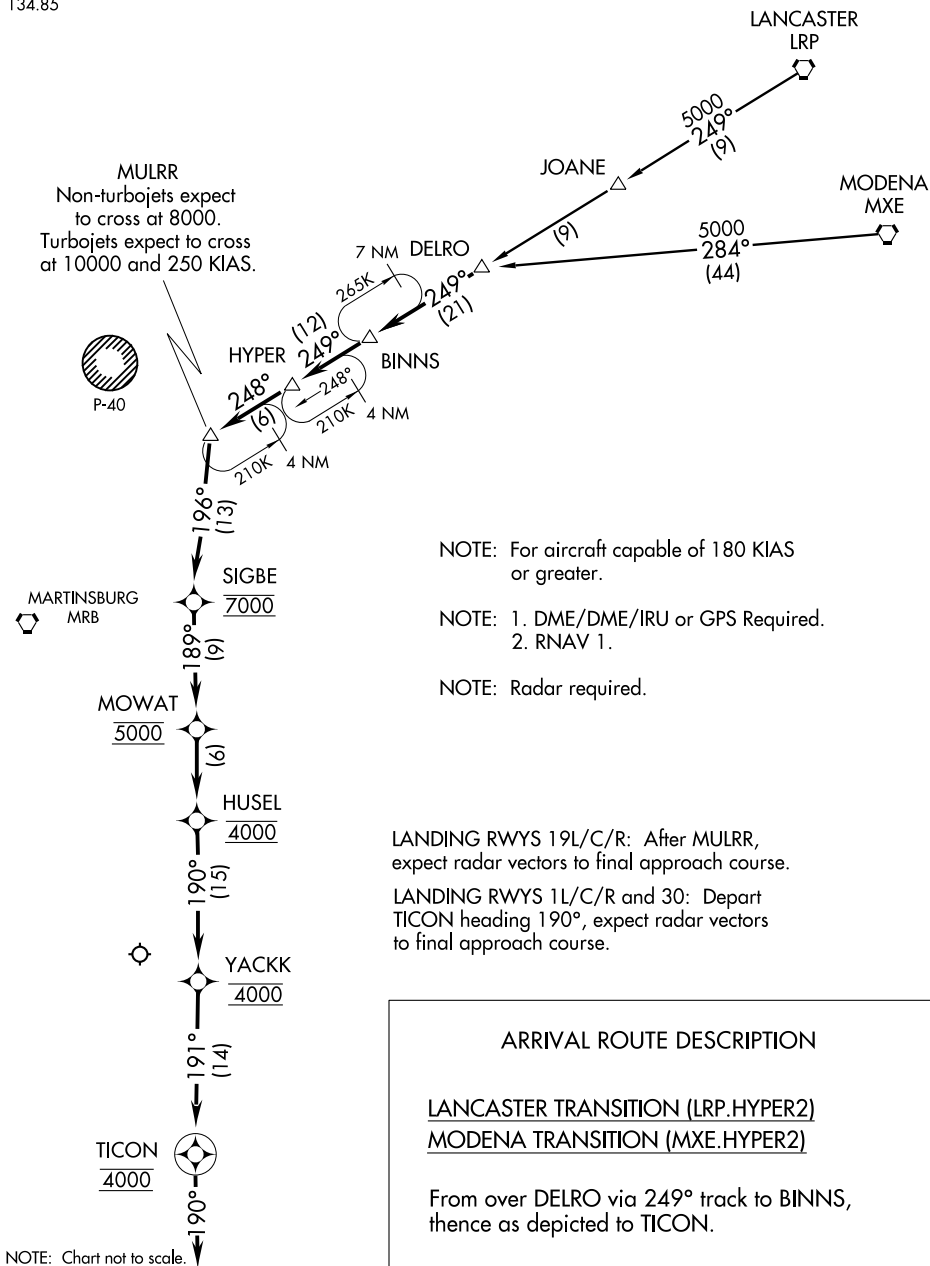 134.85
LANCASTER
LRP
5000
249°
(9)
JOANE
MODENA
MXE
MULRR
Non-turbojets expect
to cross at 8000.
Turbojets expect to cross
at 10000 and 250 KIAS.
(9)
5000
284°
(44)
7 NM
DELRO
265K
249°
(21)
(12)
249°
HYPER
BINNS
P-40
248°
(6)
248°
210K
4 NM
210K
4 NM
196°
(13)
NOTE: For aircraft capable of 180 KIAS
or greater.
SIGBE
7000
MARTINSBURG
MRB
NOTE: 1. DME/DME/IRU or GPS Required.
2. RNAV 1.
189°
(9)
NOTE: Radar required.
MOWAT
5000
(6)
HUSEL
4000
LANDING RWYS 19L/C/R: After MULRR,
expect radar vectors to final approach course.
190°
(15)
LANDING RWYS 1L/C/R and 30: Depart
TICON heading 190°, expect radar vectors
to final approach course.
YACKK
4000
191°
(14)
ARRIVAL ROUTE DESCRIPTION
LANCASTER TRANSITION (LRP.HYPER2)
MODENA TRANSITION (MXE.HYPER2)
TICON
4000
From over DELRO via 249° track to BINNS,
thence as depicted to TICON.
190°
NOTE: Chart not to scale.